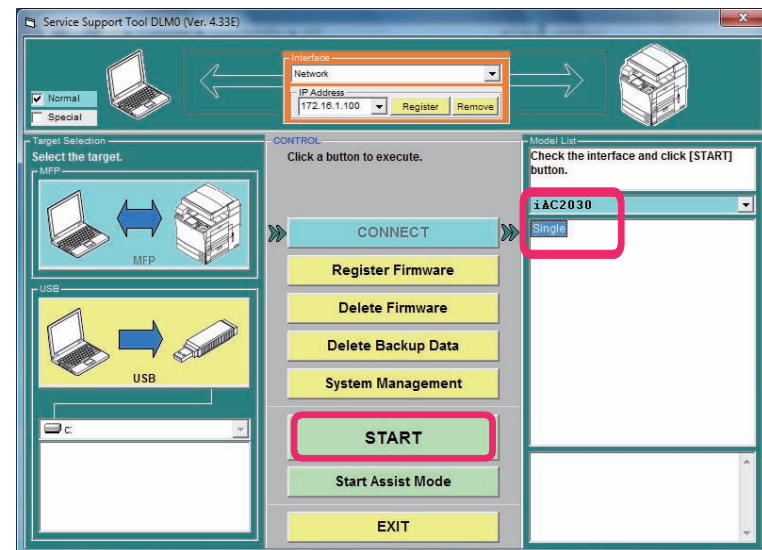 Service Support Tool DLM0 (Ver. 4.33E)
Interface
Network
IP Address
172.16.1.100
Register
Remove
Normal
Special
Target Selection
Select the target.
MFP
MFP
USB
USB
c:
CONTROL
Click a button to execute.
CONNECT
Register Firmware
Delete Firmware
Delete Backup Data
System Management
START
Start Assist Mode
EXIT
Model List
Check the interface and click [START]
button.
iAC2030
Single